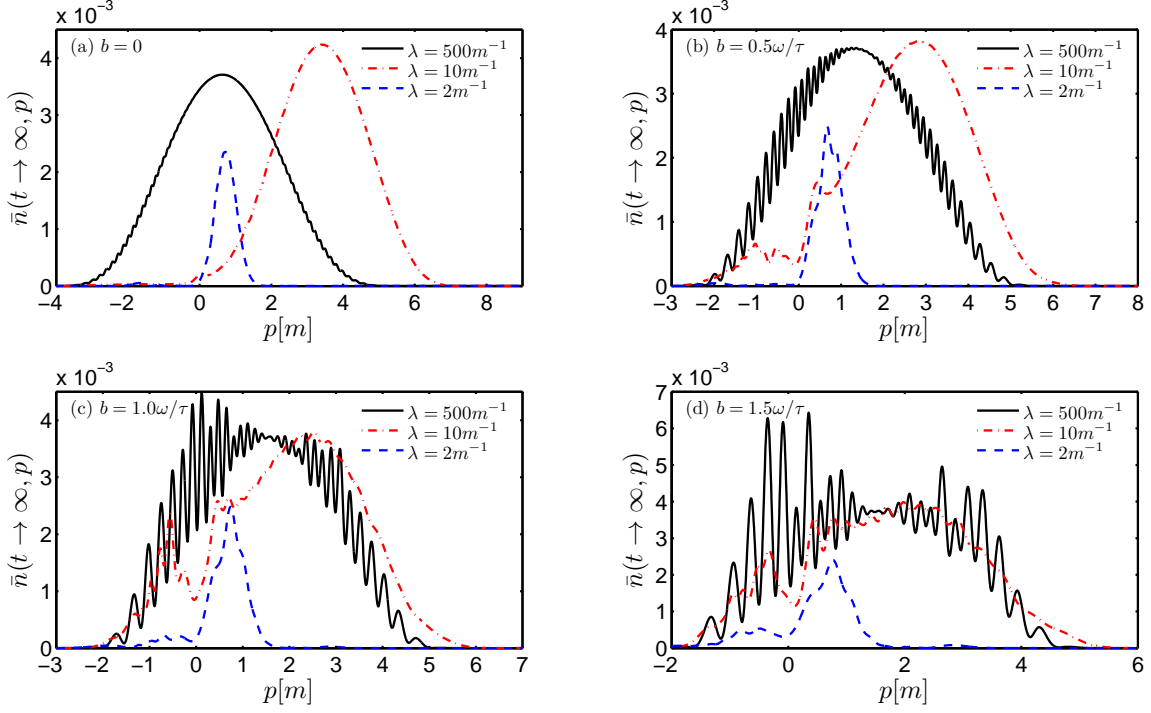 x 10⁻³
(a) b = 0
λ = 500m⁻¹
λ = 10m⁻¹
λ = 2m⁻¹
n̄(t → ∞, p)
4
3
2
1
0
−4 −2 0 2 4 6 8
p[m]
x 10⁻³
(b) b = 0.5ω/τ
λ = 500m⁻¹
λ = 10m⁻¹
λ = 2m⁻¹
n̄(t → ∞, p)
4
3
2
1
0
−3 −2 −1 0 1 2 3 4 5 6 7 8
p[m]
x 10⁻³
(c) b = 1.0ω/τ
λ = 500m⁻¹
λ = 10m⁻¹
λ = 2m⁻¹
n̄(t → ∞, p)
4
3
2
1
0
−3 −2 −1 0 1 2 3 4 5 6 7
p[m]
x 10⁻³
(d) b = 1.5ω/τ
λ = 500m⁻¹
λ = 10m⁻¹
λ = 2m⁻¹
n̄(t → ∞, p)
7
6
5
4
3
2
1
0
−2 0 2 4 6
p[m]